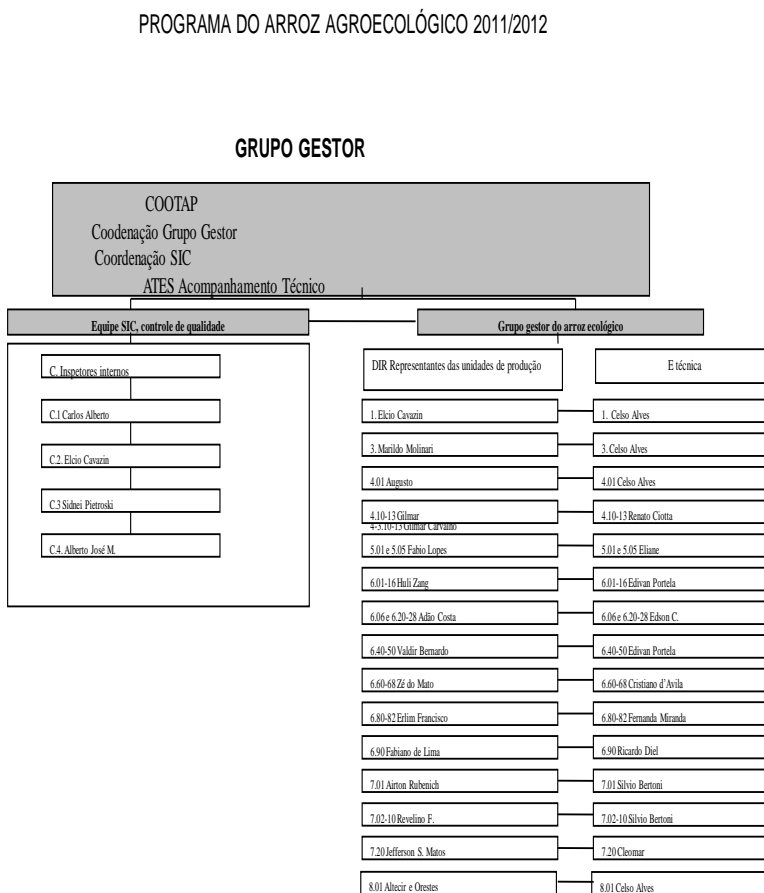 PROGRAMA DO ARROZ AGROECOLÓGICO 2011/2012
GRUPO GESTOR
COOTAP
Coodenação Grupo Gestor
Coordenação SIC
ATES Acompanhamento Técnico
Equipe SIC, controle de qualidade
Grupo gestor do arroz ecológico
C. Inspetores internos
C.1 Carlos Alberto
C.2. Elcio Cavazin
C.3 Sidnei Pietroski
C.4. Alberto José M.
DIR Representantes das unidades de produção
E técnica
1. Elcio Cavazin
1. Celso Alves
3. Marildo Molinari
3. Celso Alves
4.01 Augusto
4.01 Celso Alves
4.10-13 Gilmar
4-3.10-13 Gilmar Carvalho
4.10-13 Renato Ciotta
5.01 e 5.05 Fabio Lopes
5.01 e 5.05 Eliane
6.01-16 Huli Zang
6.01-16 Edivan Portela
6.06 e 6.20-28 Adão Costa
6.06 e 6.20-28 Edson C.
6.40-50 Valdir Bernardo
6.40-50 Edivan Portela
6.60-68 Zé do Mato
6.60-68 Cristiano d'Avila
6.80-82 Erlim Francisco
6.80-82 Fernanda Miranda
6.90 Fabiano de Lima
6.90 Ricardo Diel
7.01 Airton Rubenich
7.01 Silvio Bertoni
7.02-10 Revelino F.
7.02-10 Silvio Bertoni
7.20 Jefferson S. Matos
7.20 Cleomar
8.01 Altecir e Orestes
8.01 Celso Alves